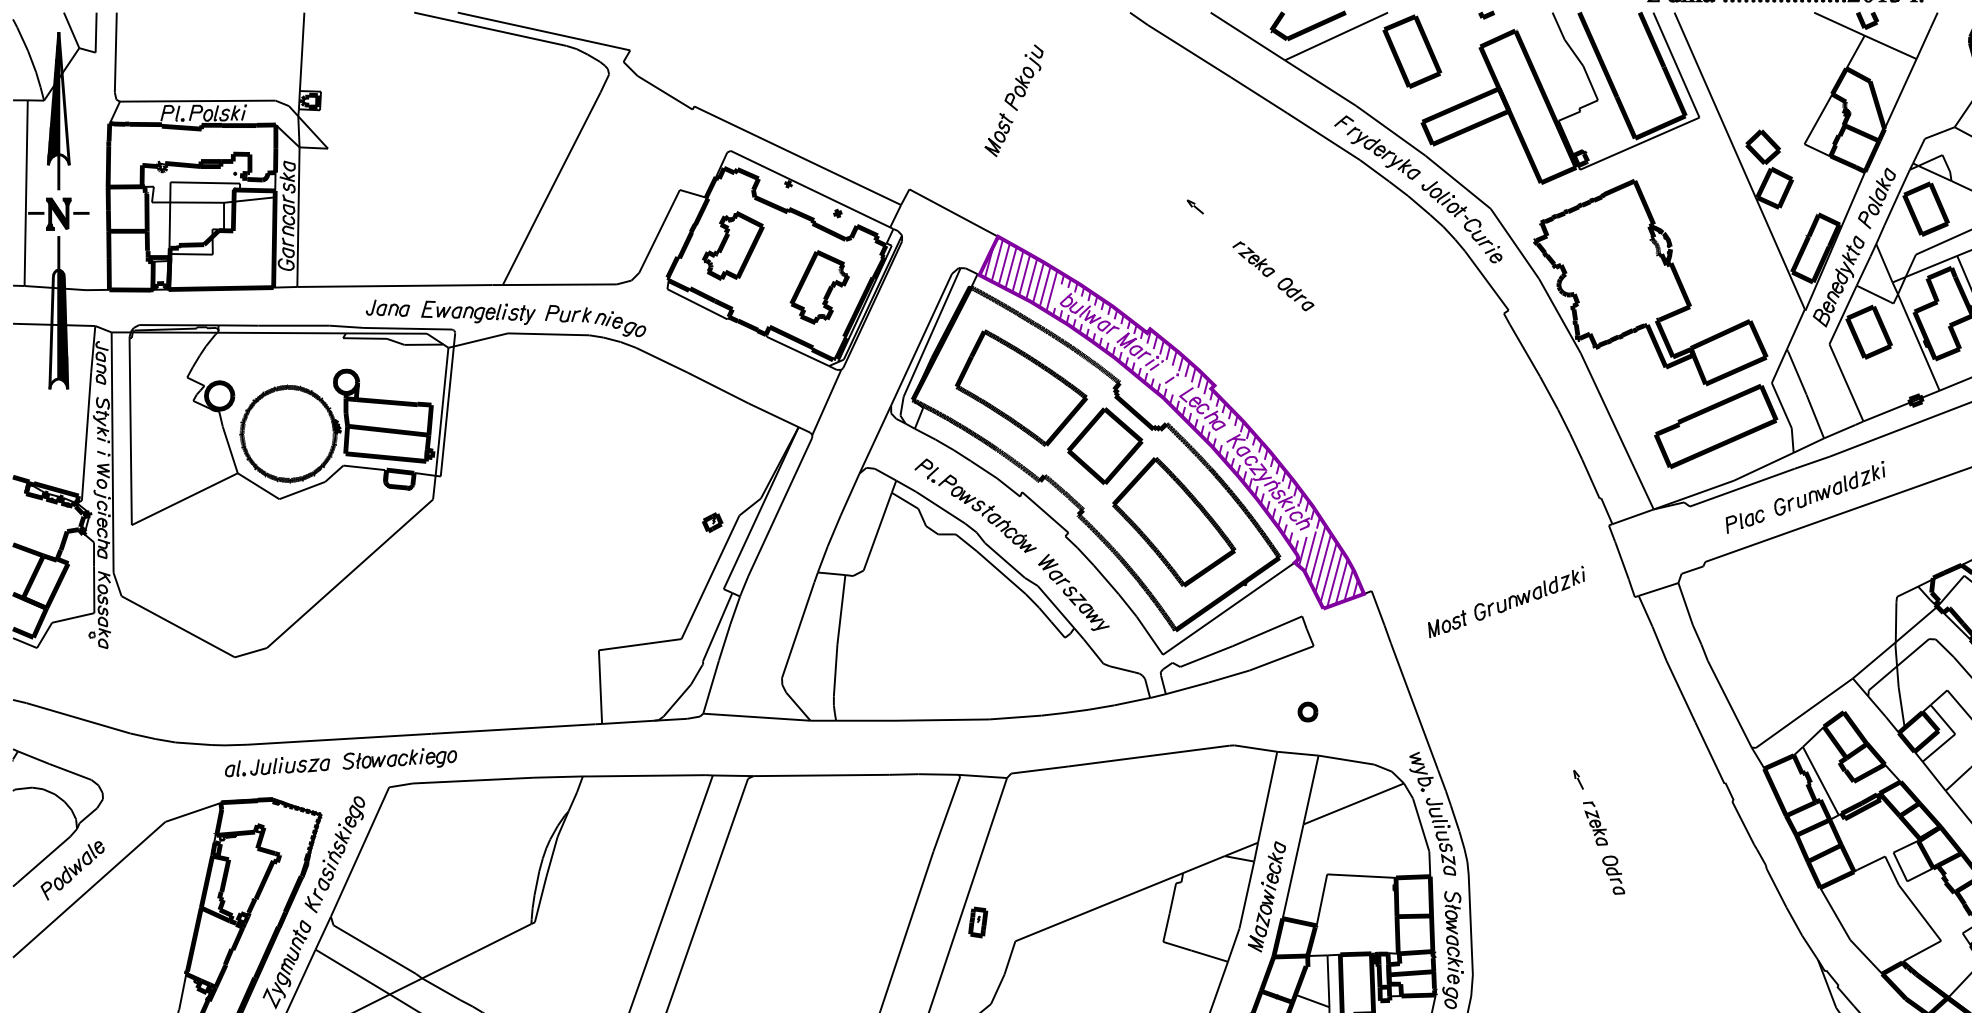 Most Pokoju
Pl.Polski
Fryderyka Joliot-Curie
Garncarska
N
Benedykta Polaka
rzeka Odra
Jana Ewangelisty Purkniego
bulwar Marii i Lecha Kaczyńskich
Jana Styki i Wojciecha Kossaka
Pl.Powstańców Warszawy
Plac Grunwaldzki
Most Grunwaldzki
al.Juliusza Słowackiego
wyb. Juliusza Słowackiego
rzeka Odra
Podwale
Zygmunta Krasińskiego
Mazowiecka